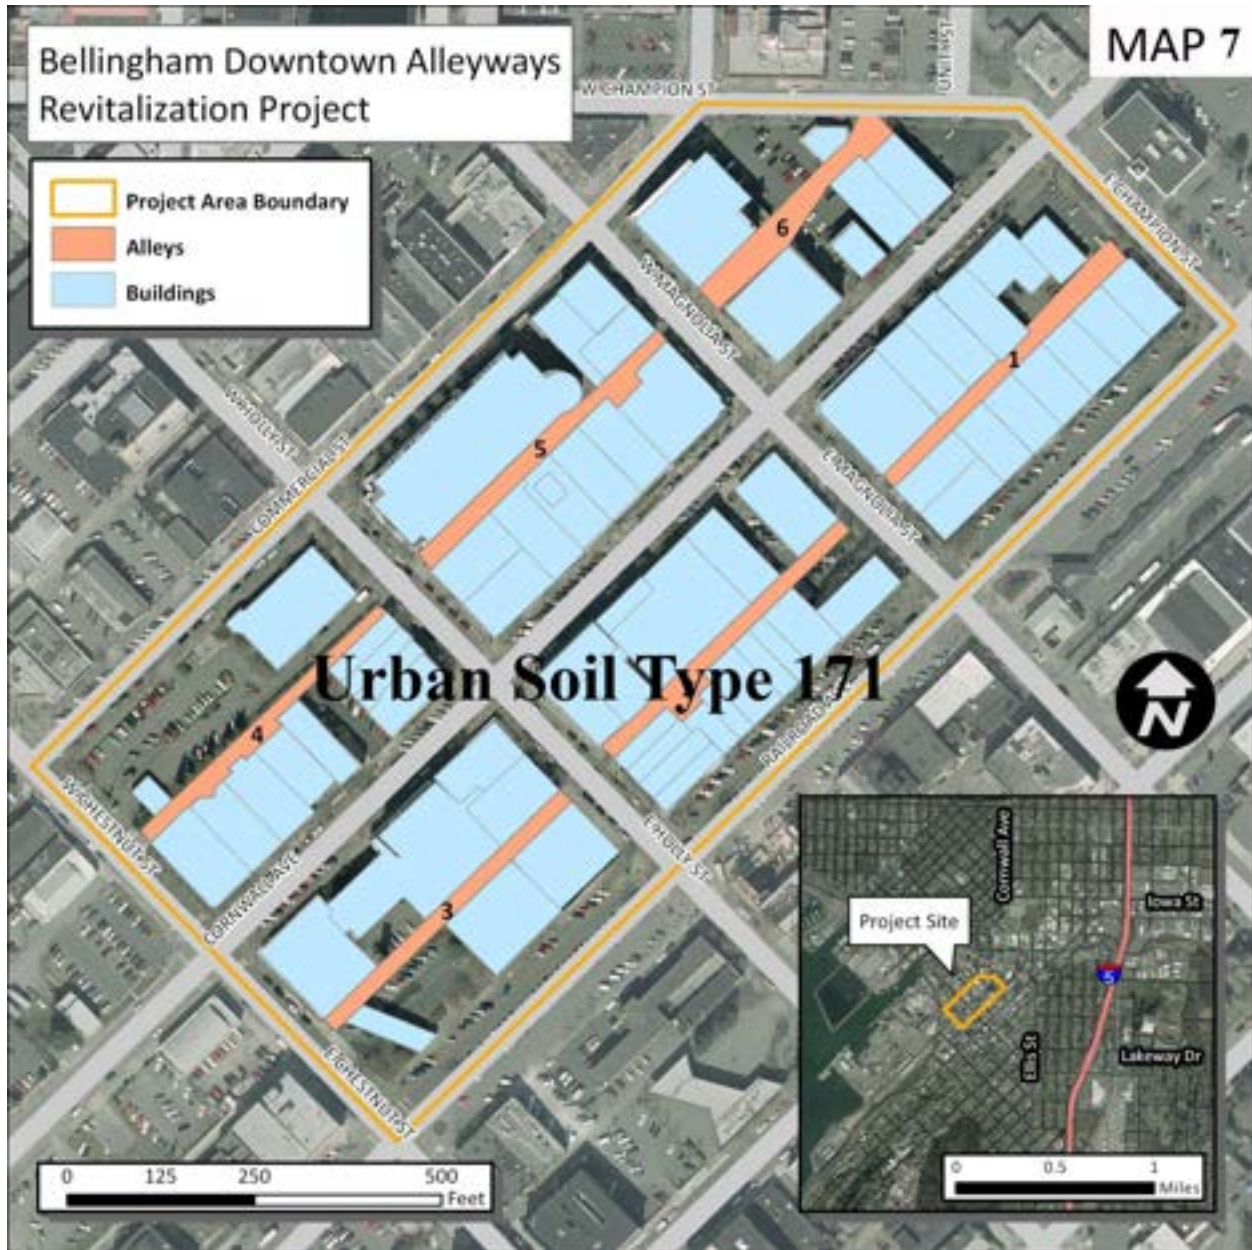 Bellingham Downtown Alleyways
Revitalization Project
MAP 7
Project Area Boundary
Alleys
Buildings
W CHAMPION ST
UNITY ST
E CHAMPION ST
6
W MAGNOLIA ST
1
W HOLLY ST
COMMERCIAL ST
5
E MAGNOLIA ST
Urban Soil Type 171
RAILROAD
4
W CHESTNUT ST
E HOLLY ST
CORNWALL AVE
3
E CHESTNUT ST
N
Cornwall Ave
Iowa St
Project Site
5
Ellis St
Lakeway Dr
0 125 250 500
Feet
0 0.5 1
Miles